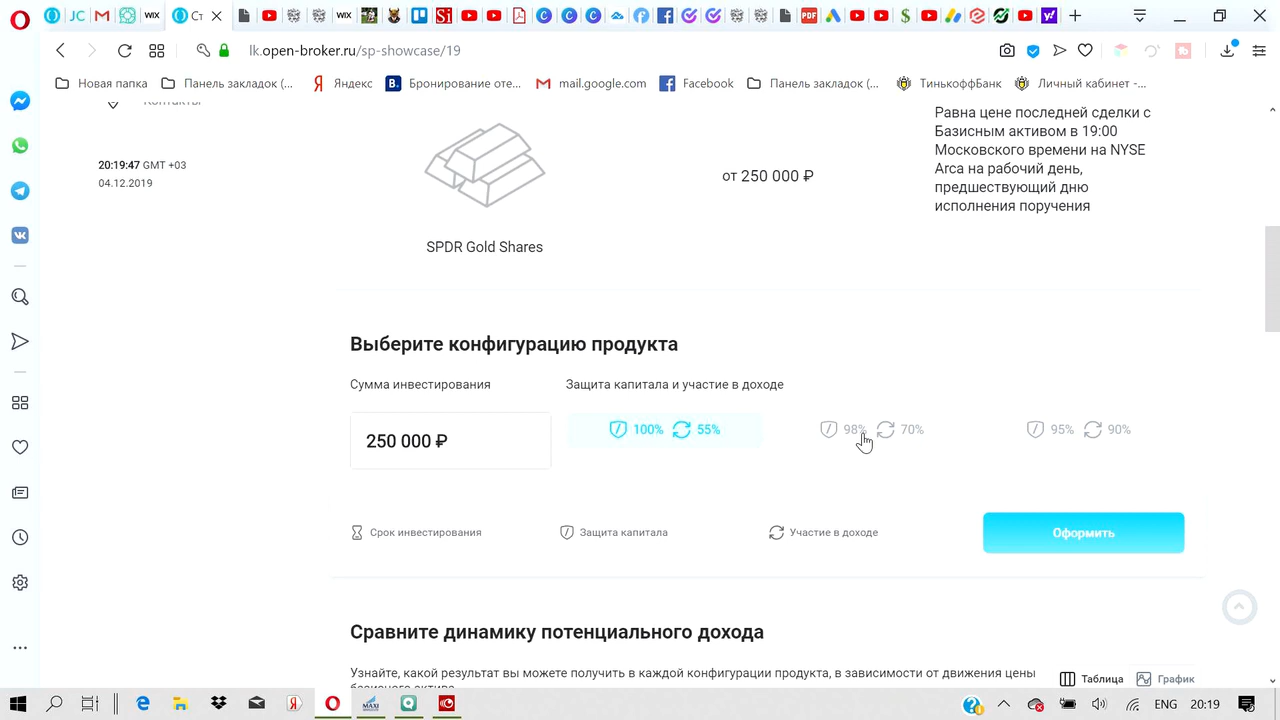 JC
WIX
Ст
WIX
Si
PDF
lk.open-broker.ru/sp-showcase/19
Новая папка
Панель закладок (...
Яндекс
Бронирование оте...
mail.google.com
Facebook
Панель закладок (...
ТинькоффБанк
Личный кабинет -...
Контакты
20:19:47 GMT +03
04.12.2019
SPDR Gold Shares
от 250 000 ₽
Равна цене последней сделки с
Базисным активом в 19:00
Московского времени на NYSE
Arca на рабочий день,
предшествующий дню
исполнения поручения
Выберите конфигурацию продукта
Сумма инвестирования
Защита капитала и участие в доходе
250 000 ₽
100% 55%
98% 70%
95% 90%
Срок инвестирования
Защита капитала
Участие в доходе
Оформить
Сравните динамику потенциального дохода
Узнайте, какой результат вы можете получить в каждой конфигурации продукта, в зависимости от движения цены
базисного актива
Таблица
График
ENG
20:19